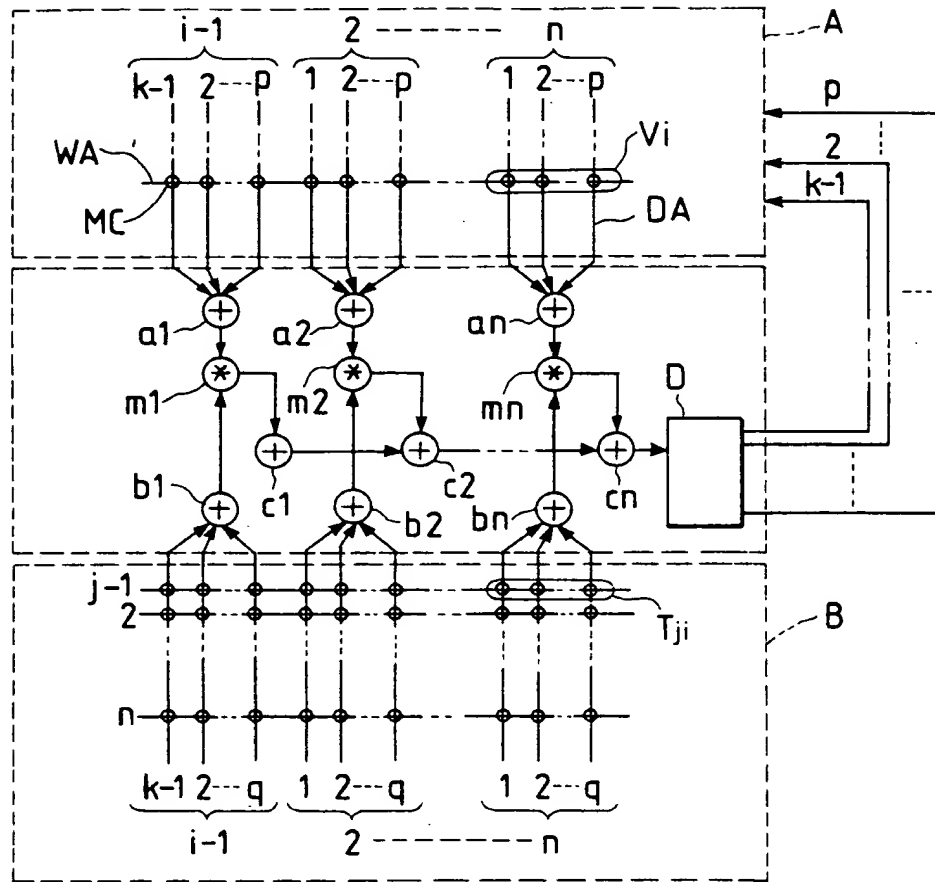 i-1 2 n A
k-1 2 p 1 2 p 1 2 p p
Vi
WA 2
MC k-1
DA
+ + +
a1 a2 an
* * *
m1 m2 mn D
+ + +
c1 c2 cn
b1 + + b2 bn +
j-1
2 Tji B
n
k-1 2 q 1 2 q 1 2 q
i-1 2 n